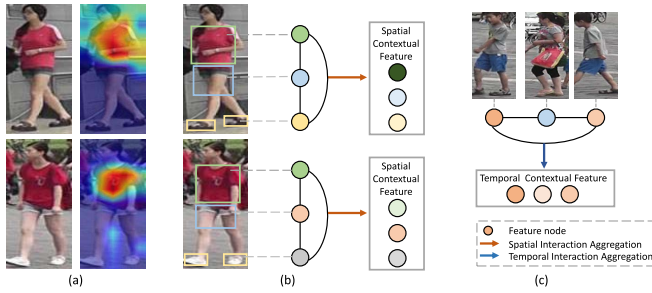 Spatial
Contextual
Feature
Spatial
Contextual
Feature
Temporal Contextual Feature
Feature node
Spatial Interaction Aggregation
Temporal Interaction Aggregation
(a)
(b)
(c)